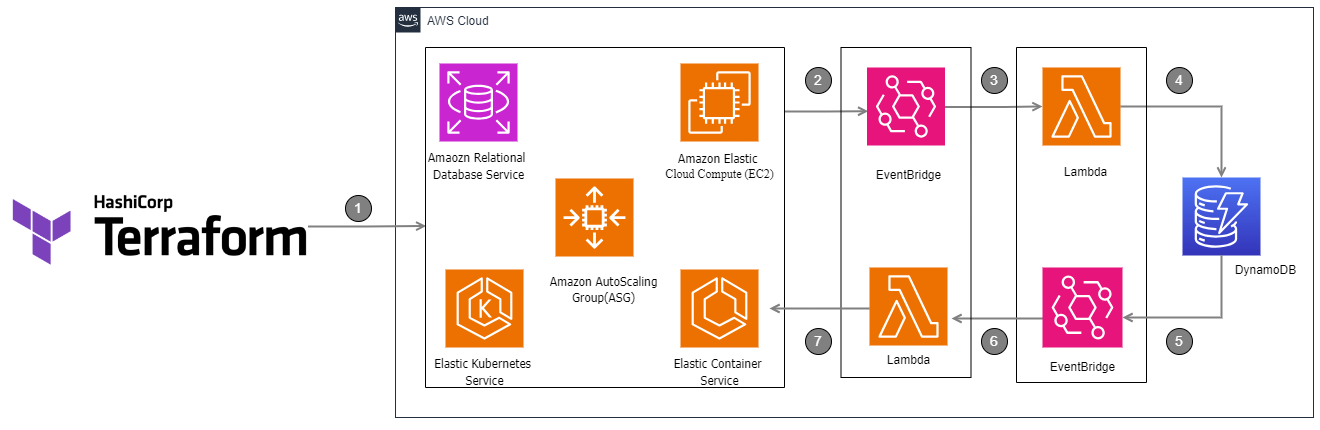 aws
AWS Cloud
HashiCorp
Terraform
1
Amaozn Relational
Database Service
Amazon Elastic
Cloud Compute (EC2)
Amazon AutoScaling
Group(ASG)
K
Elastic Kubernetes
Service
Elastic Container
Service
2
EventBridge
3
Lambda
4
DynamoDB
5
EventBridge
6
Lambda
7